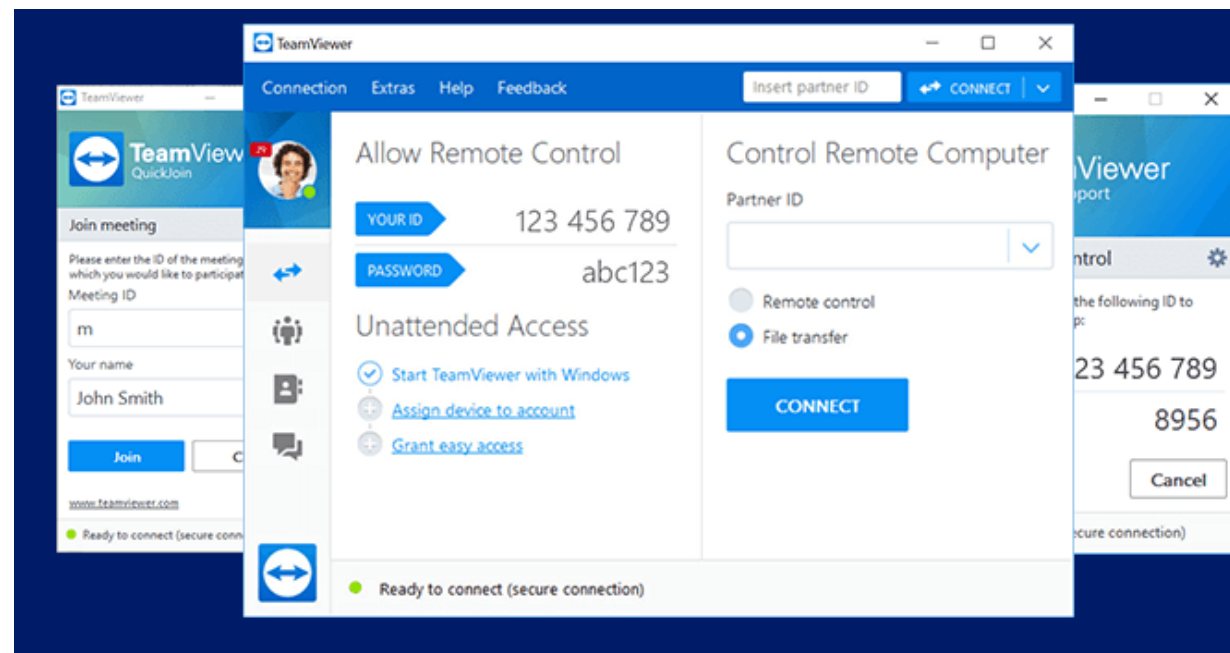 TeamViewer
TeamView
QuickJoin
Join meeting
Please enter the ID of the meeting
which you would like to participat
Meeting ID
m
Your name
John Smith
Join
C
www.teamviewer.com
Ready to connect (secure conn
TeamViewer
Connection Extras Help Feedback
Insert partner ID
CONNECT
29
Allow Remote Control
YOUR ID 123 456 789
PASSWORD abc123
Unattended Access
Start TeamViewer with Windows
Assign device to account
Grant easy access
Control Remote Computer
Partner ID
Remote control
File transfer
CONNECT
Ready to connect (secure connection)
Viewer
port
ntrol
the following ID to
p:
23 456 789
8956
Cancel
cure connection)